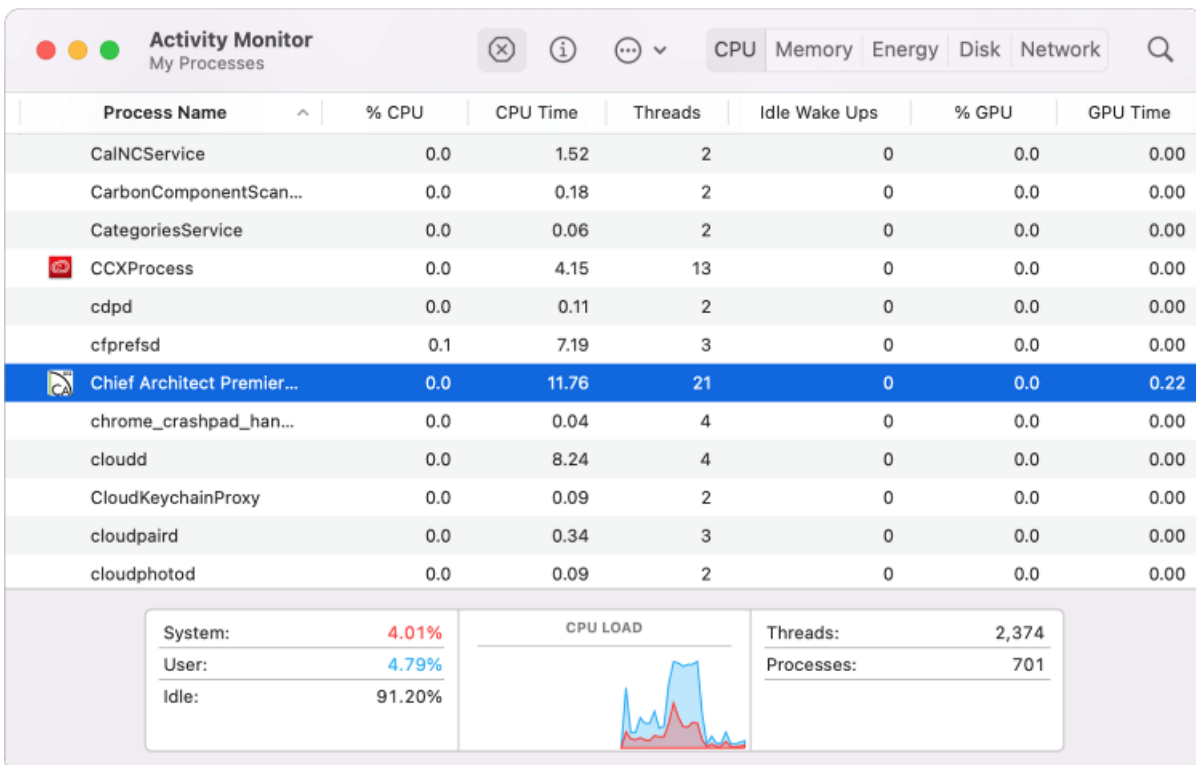 Activity Monitor
My Processes
CPU Memory Energy Disk Network
Process Name % CPU CPU Time Threads Idle Wake Ups % GPU GPU Time
CalNCService 0.0 1.52 2 0 0.0 0.00
CarbonComponentScan... 0.0 0.18 2 0 0.0 0.00
CategoriesService 0.0 0.06 2 0 0.0 0.00
CCXProcess 0.0 4.15 13 0 0.0 0.00
cdpd 0.0 0.11 2 0 0.0 0.00
cfprefsd 0.1 7.19 3 0 0.0 0.00
CA Chief Architect Premier... 0.0 11.76 21 0 0.0 0.22
chrome_crashpad_han... 0.0 0.04 4 0 0.0 0.00
cloudd 0.0 8.24 4 0 0.0 0.00
CloudKeychainProxy 0.0 0.09 2 0 0.0 0.00
cloudpaird 0.0 0.34 3 0 0.0 0.00
cloudphotod 0.0 0.09 2 0 0.0 0.00
System: 4.01% CPU LOAD Threads: 2,374
User: 4.79% Processes: 701
Idle: 91.20%